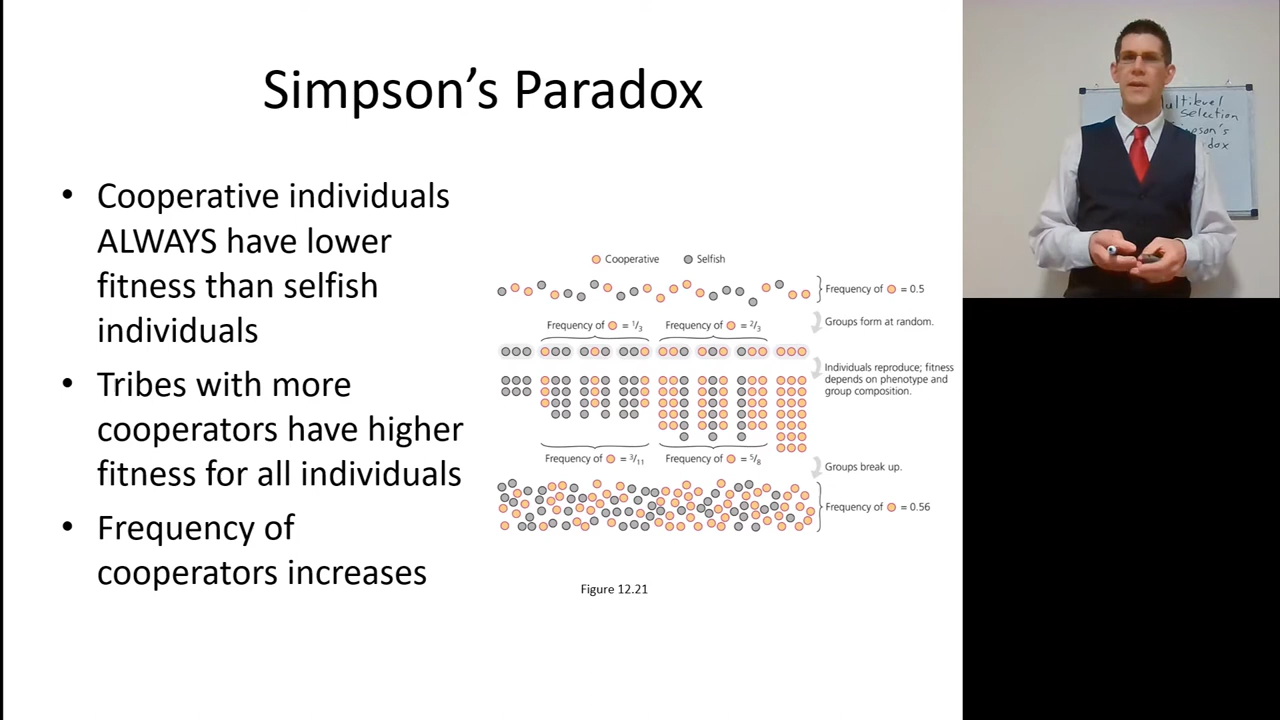 Simpson’s Paradox
• Cooperative individuals
ALWAYS have lower
fitness than selfish
individuals
• Tribes with more
cooperators have higher
fitness for all individuals
• Frequency of
cooperators increases
Cooperative Selfish
Frequency of = 0.5
Groups form at random.
Frequency of = 1/3 Frequency of = 2/3
Individuals reproduce; fitness
depends on phenotype and
group composition.
Frequency of = 3/11 Frequency of = 5/8
Groups break up.
Frequency of = 0.56
Figure 12.21
ultilevel
selection